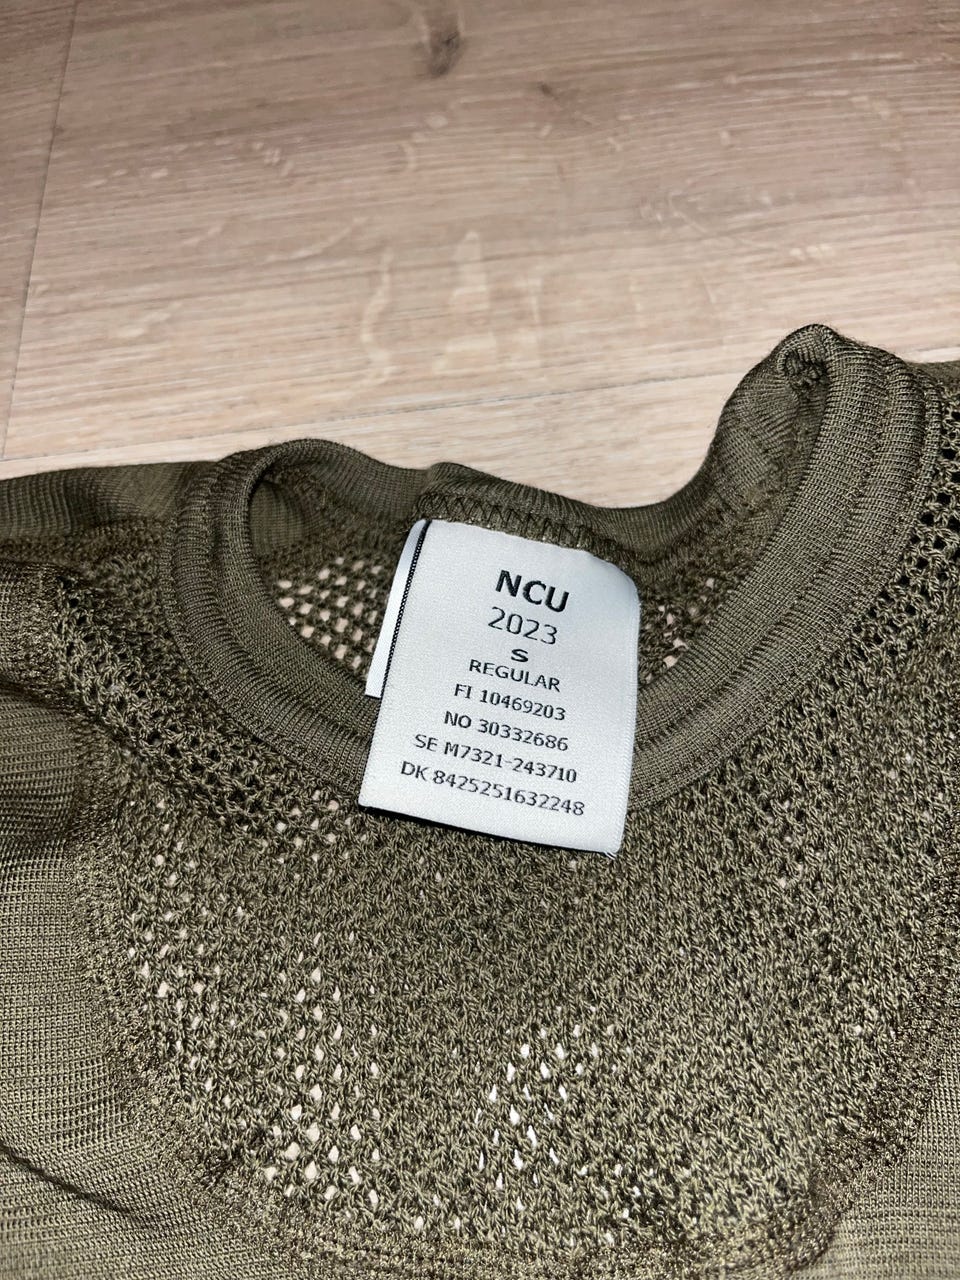 NCU
2023
S
REGULAR
FI 10469203
NO 30332686
SE M7321-243710
DK 8425251632248